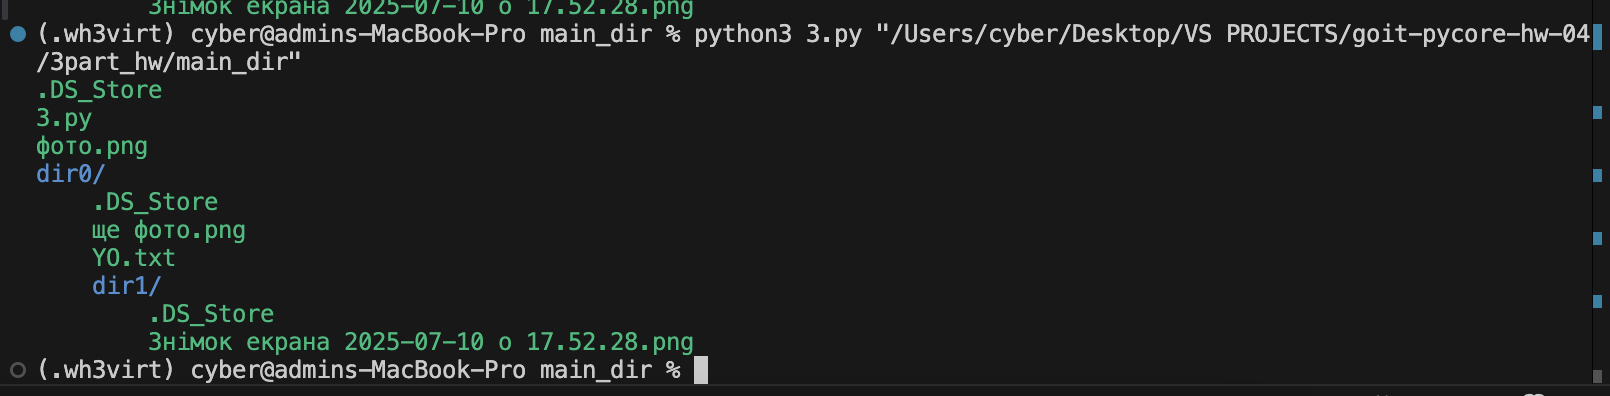 Знімок екрана 2025-07-10 о 17.52.28.png
(.wh3virt) cyber@admins-MacBook-Pro main_dir % python3 3.py "/Users/cyber/Desktop/VS PROJECTS/goit-pycore-hw-04
/3part_hw/main_dir"
.DS_Store
3.py
фото.png
dir0/
.DS_Store
ще фото.png
YO.txt
dir1/
.DS_Store
Знімок екрана 2025-07-10 о 17.52.28.png
(.wh3virt) cyber@admins-MacBook-Pro main_dir %